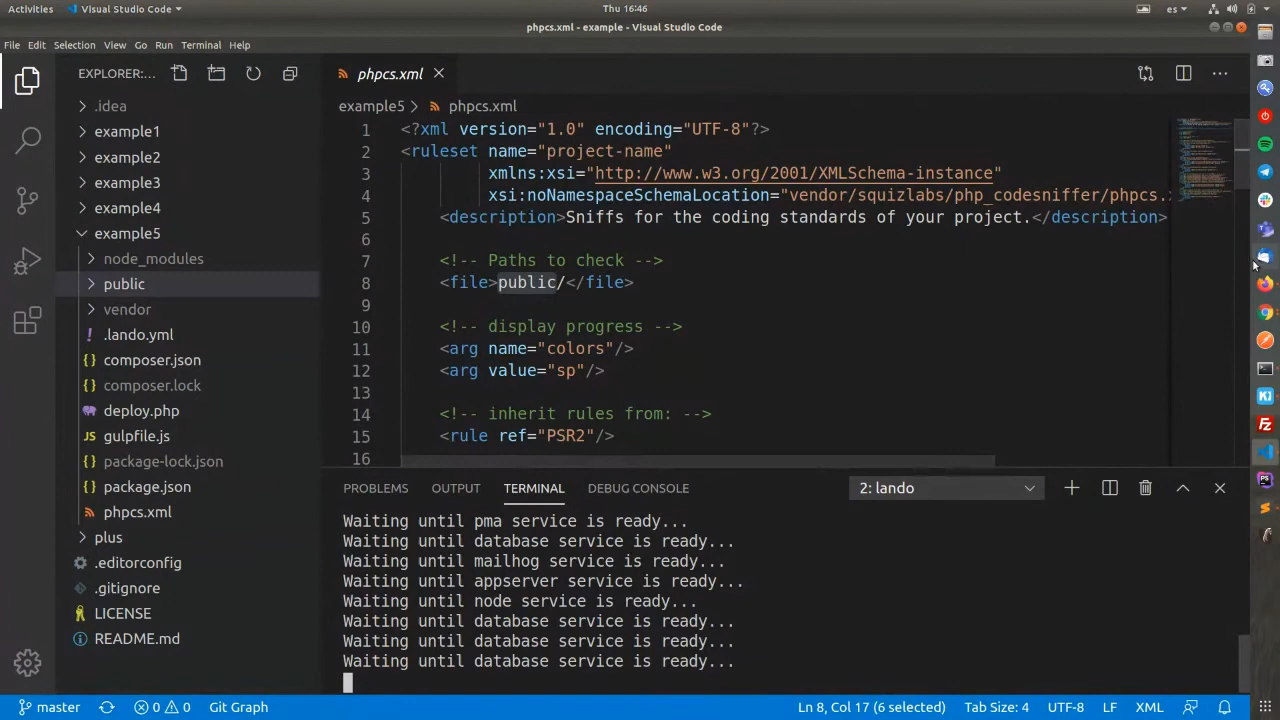 Activities
Visual Studio Code
Thu 16:46
es
phpcs.xml - example - Visual Studio Code
File Edit Selection View Go Run Terminal Help
EXPLORER:...
phpcs.xml
.idea
example1
example2
example3
example4
example5
node_modules
public
vendor
.lando.yml
composer.json
composer.lock
deploy.php
gulpfile.js
package-lock.json
package.json
phpcs.xml
plus
.editorconfig
.gitignore
LICENSE
README.md
example5 > phpcs.xml
1 <?xml version="1.0" encoding="UTF-8"?>
2 <ruleset name="project-name"
3 xmlns:xsi="http://www.w3.org/2001/XMLSchema-instance"
4 xsi:noNamespaceSchemaLocation="vendor/squizlabs/php_codesniffer/phpcs.x
5 <description>Sniffs for the coding standards of your project.</description>
6
7 <!-- Paths to check -->
8 <file>public/</file>
9
10 <!-- display progress -->
11 <arg name="colors"/>
12 <arg value="sp"/>
13
14 <!-- inherit rules from: -->
15 <rule ref="PSR2"/>
16
PROBLEMS OUTPUT TERMINAL DEBUG CONSOLE
2: lando
Waiting until pma service is ready...
Waiting until database service is ready...
Waiting until mailhog service is ready...
Waiting until appserver service is ready...
Waiting until node service is ready...
Waiting until database service is ready...
Waiting until database service is ready...
Waiting until database service is ready...
master
0
0
Git Graph
Ln 8, Col 17 (6 selected)
Tab Size: 4
UTF-8
LF
XML